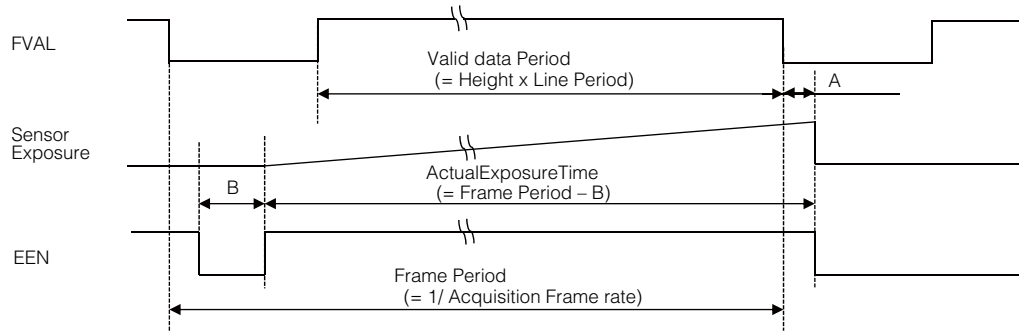 FVAL
Valid data Period
(= Height x Line Period)
A
Sensor
Exposure
ActualExposureTime
(= Frame Period – B)
B
EEN
Frame Period
(= 1/ Acquisition Frame rate)